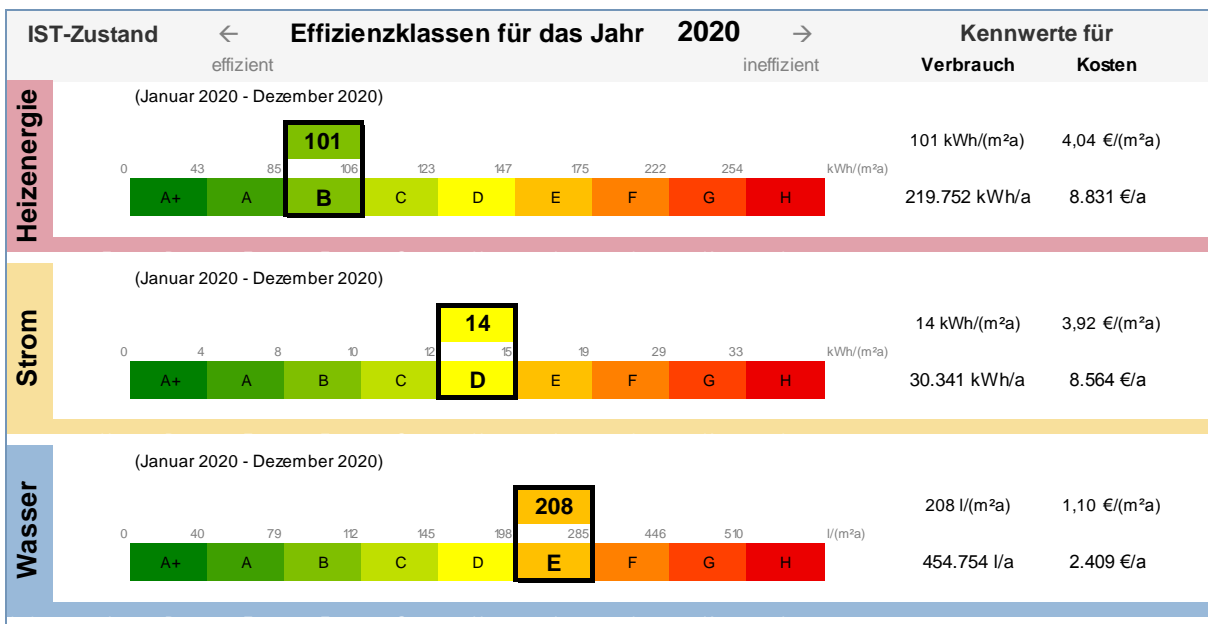 IST-Zustand ← Effizienzklassen für das Jahr 2020 → Kennwerte für
effizient ineffizient Verbrauch Kosten
Heizenergie
(Januar 2020 - Dezember 2020)
101
101 kWh/(m²a) 4,04 €/(m²a)
0 43 85 106 123 147 175 222 254 kWh/(m²a)
A+ A B C D E F G H
219.752 kWh/a 8.831 €/a
Strom
(Januar 2020 - Dezember 2020)
14
14 kWh/(m²a) 3,92 €/(m²a)
0 4 8 10 12 15 19 29 33 kWh/(m²a)
A+ A B C D E F G H
30.341 kWh/a 8.564 €/a
Wasser
(Januar 2020 - Dezember 2020)
208
208 l/(m²a) 1,10 €/(m²a)
0 40 79 112 145 198 285 446 510 l/(m²a)
A+ A B C D E F G H
454.754 l/a 2.409 €/a